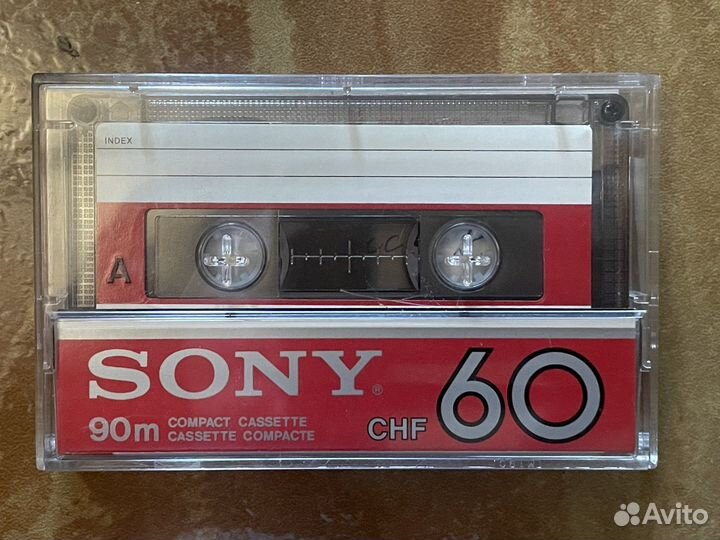 INDEX
A
SONY®
90m COMPACT CASSETTE
CASSETTE COMPACTE
CHF 60
Avito